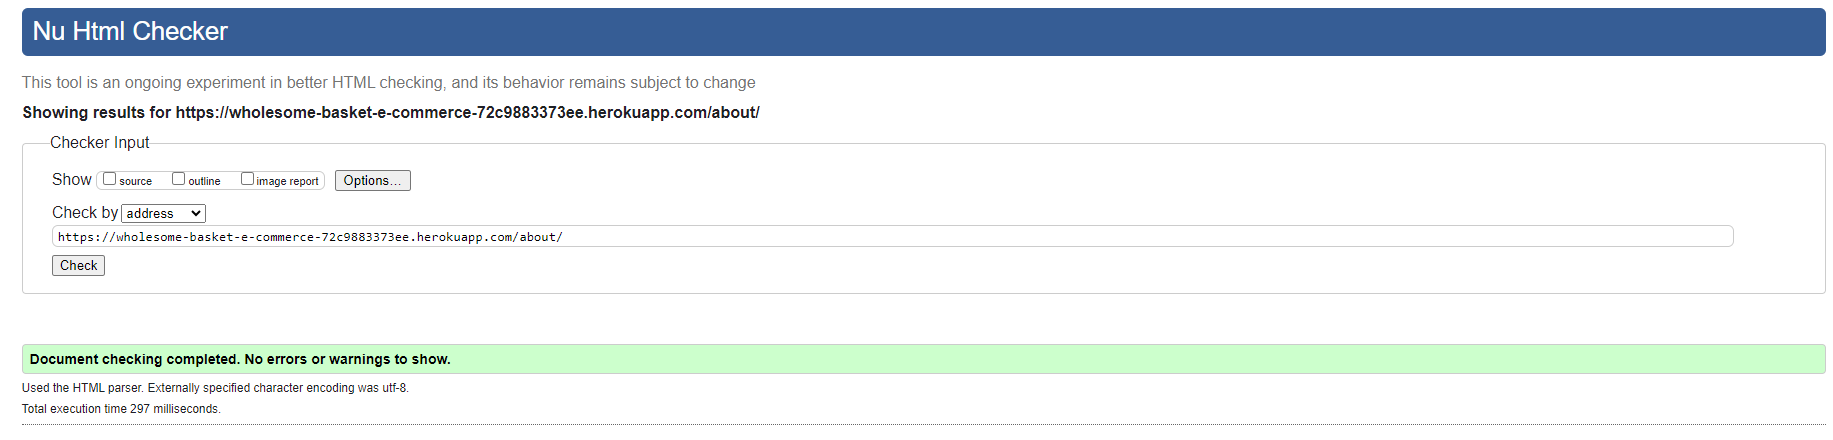 Nu Html Checker
This tool is an ongoing experiment in better HTML checking, and its behavior remains subject to change
Showing results for https://wholesome-basket-e-commerce-72c9883373ee.herokuapp.com/about/
Checker Input
Show source outline image report Options...
Check by address
https://wholesome-basket-e-commerce-72c9883373ee.herokuapp.com/about/
Check
Document checking completed. No errors or warnings to show.
Used the HTML parser. Externally specified character encoding was utf-8.
Total execution time 297 milliseconds.